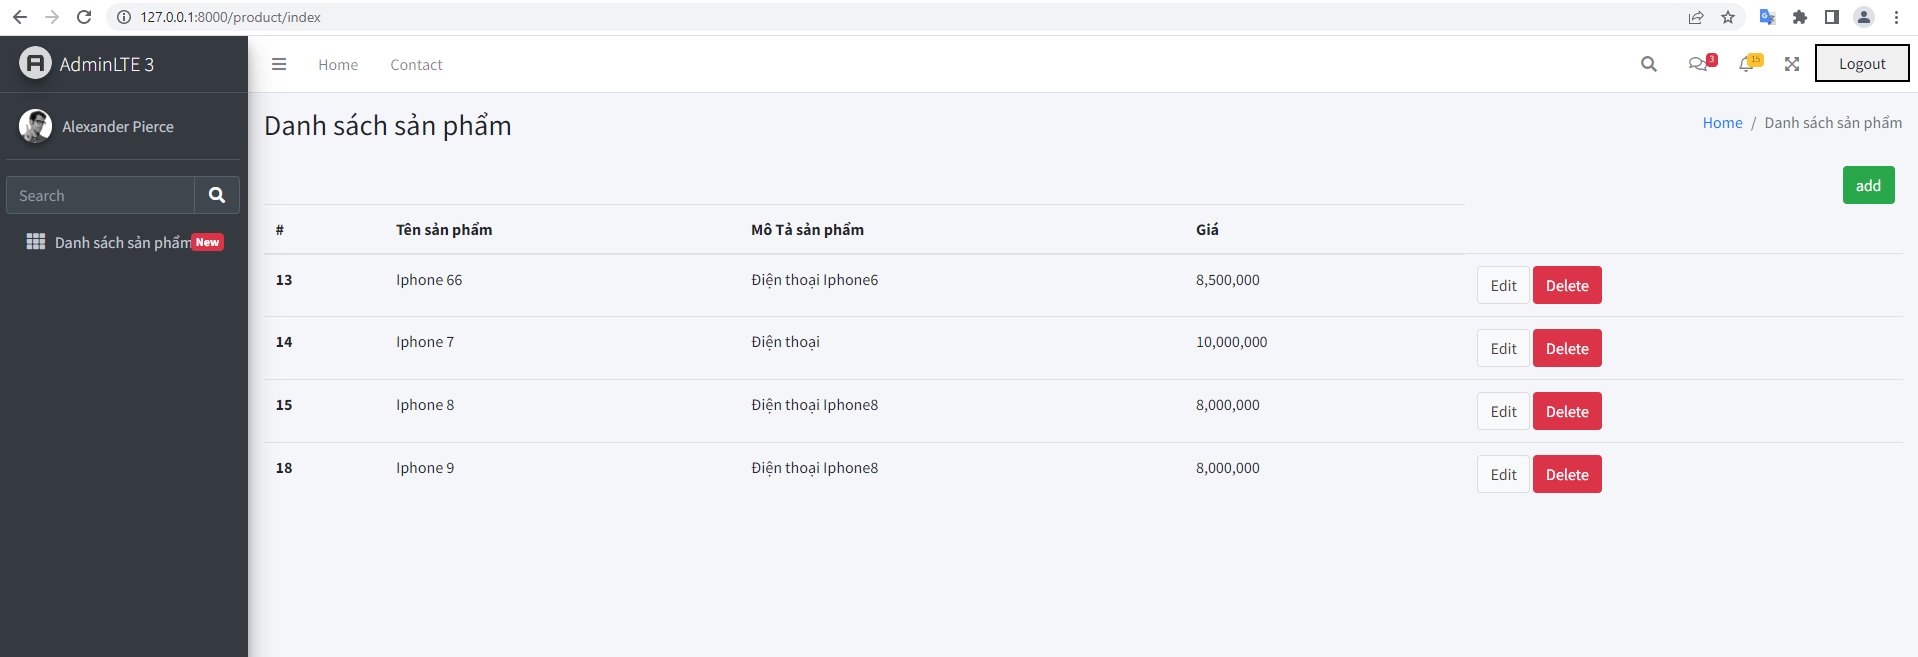 127.0.0.1:8000/product/index
AdminLTE 3
Home
Contact
3
15
Logout
Alexander Pierce
Danh sách sản phẩm
Home / Danh sách sản phẩm
Search
add
Danh sách sản phẩm New
# Tên sản phẩm Mô Tả sản phẩm Giá
13 Iphone 66 Điện thoại Iphone6 8,500,000 Edit Delete
14 Iphone 7 Điện thoại 10,000,000 Edit Delete
15 Iphone 8 Điện thoại Iphone8 8,000,000 Edit Delete
18 Iphone 9 Điện thoại Iphone8 8,000,000 Edit Delete